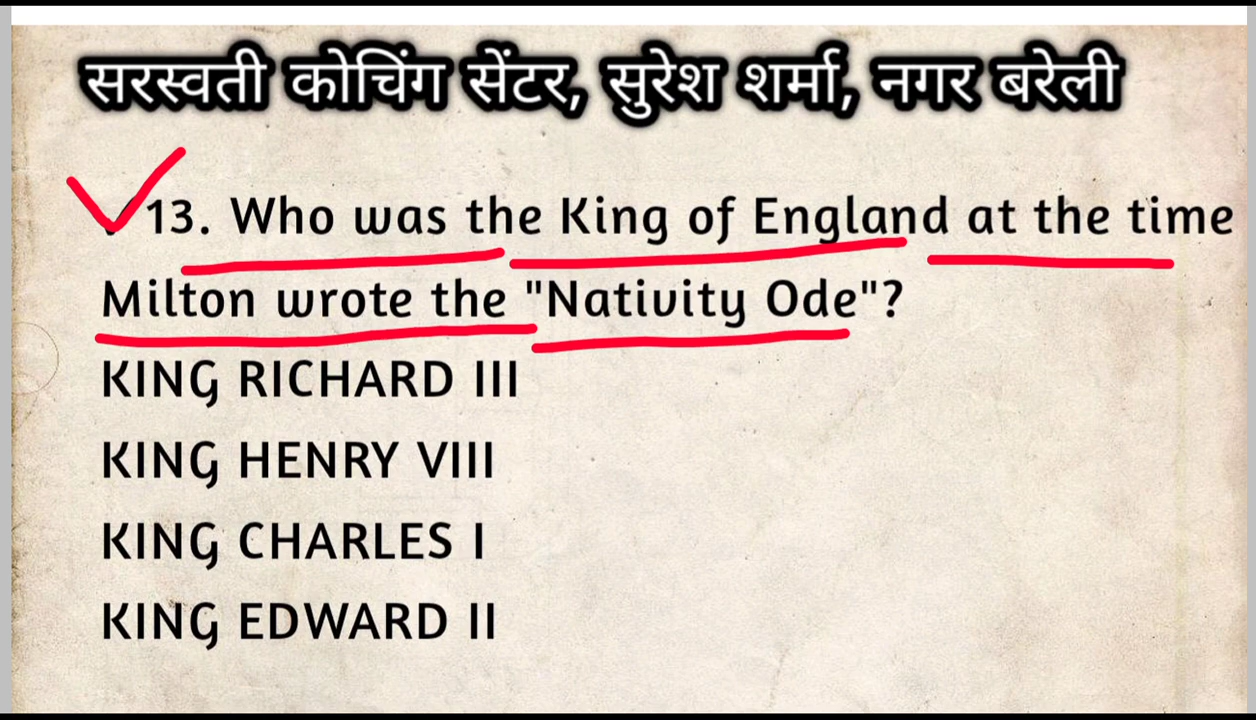 सरस्वती कोचिंग सेंटर, सुरेश शर्मा, नगर बरेली
13. Who was the King of England at the time
Milton wrote the "Nativity Ode"?
KING RICHARD III
KING HENRY VIII
KING CHARLES I
KING EDWARD II